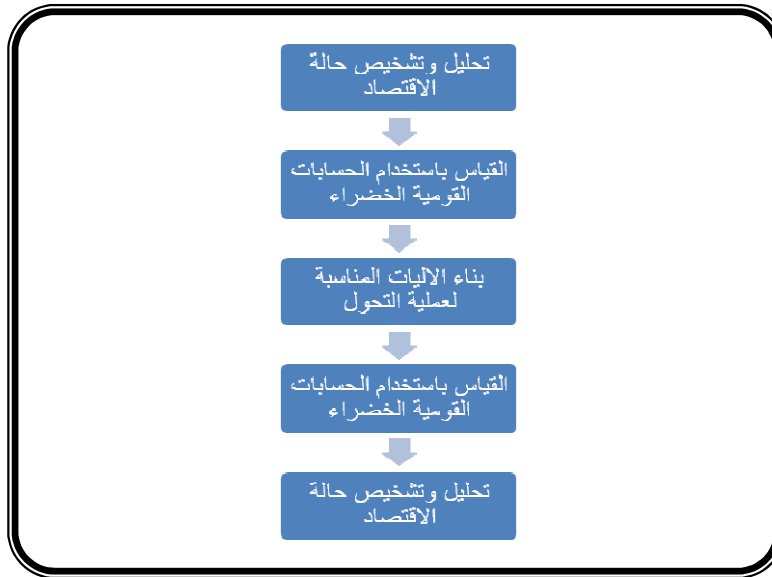 تحليل وتشخيص حالة
الاقتصاد
القياس باستخدام الحسابات
القومية الخضراء
بناء الاليات المناسبة
لعملية التحول
القياس باستخدام الحسابات
القومية الخضراء
تحليل وتشخيص حالة
الاقتصاد